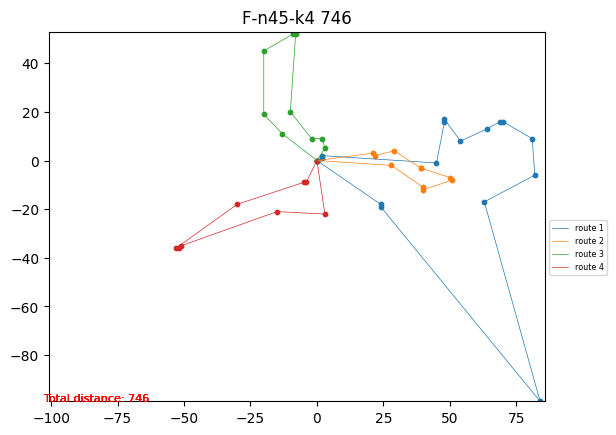 F-n45-k4 746
40
20
0
−20
−40
−60
−80
−100 −75 −50 −25 0 25 50 75
route 1
route 2
route 3
route 4
Total distance: 746